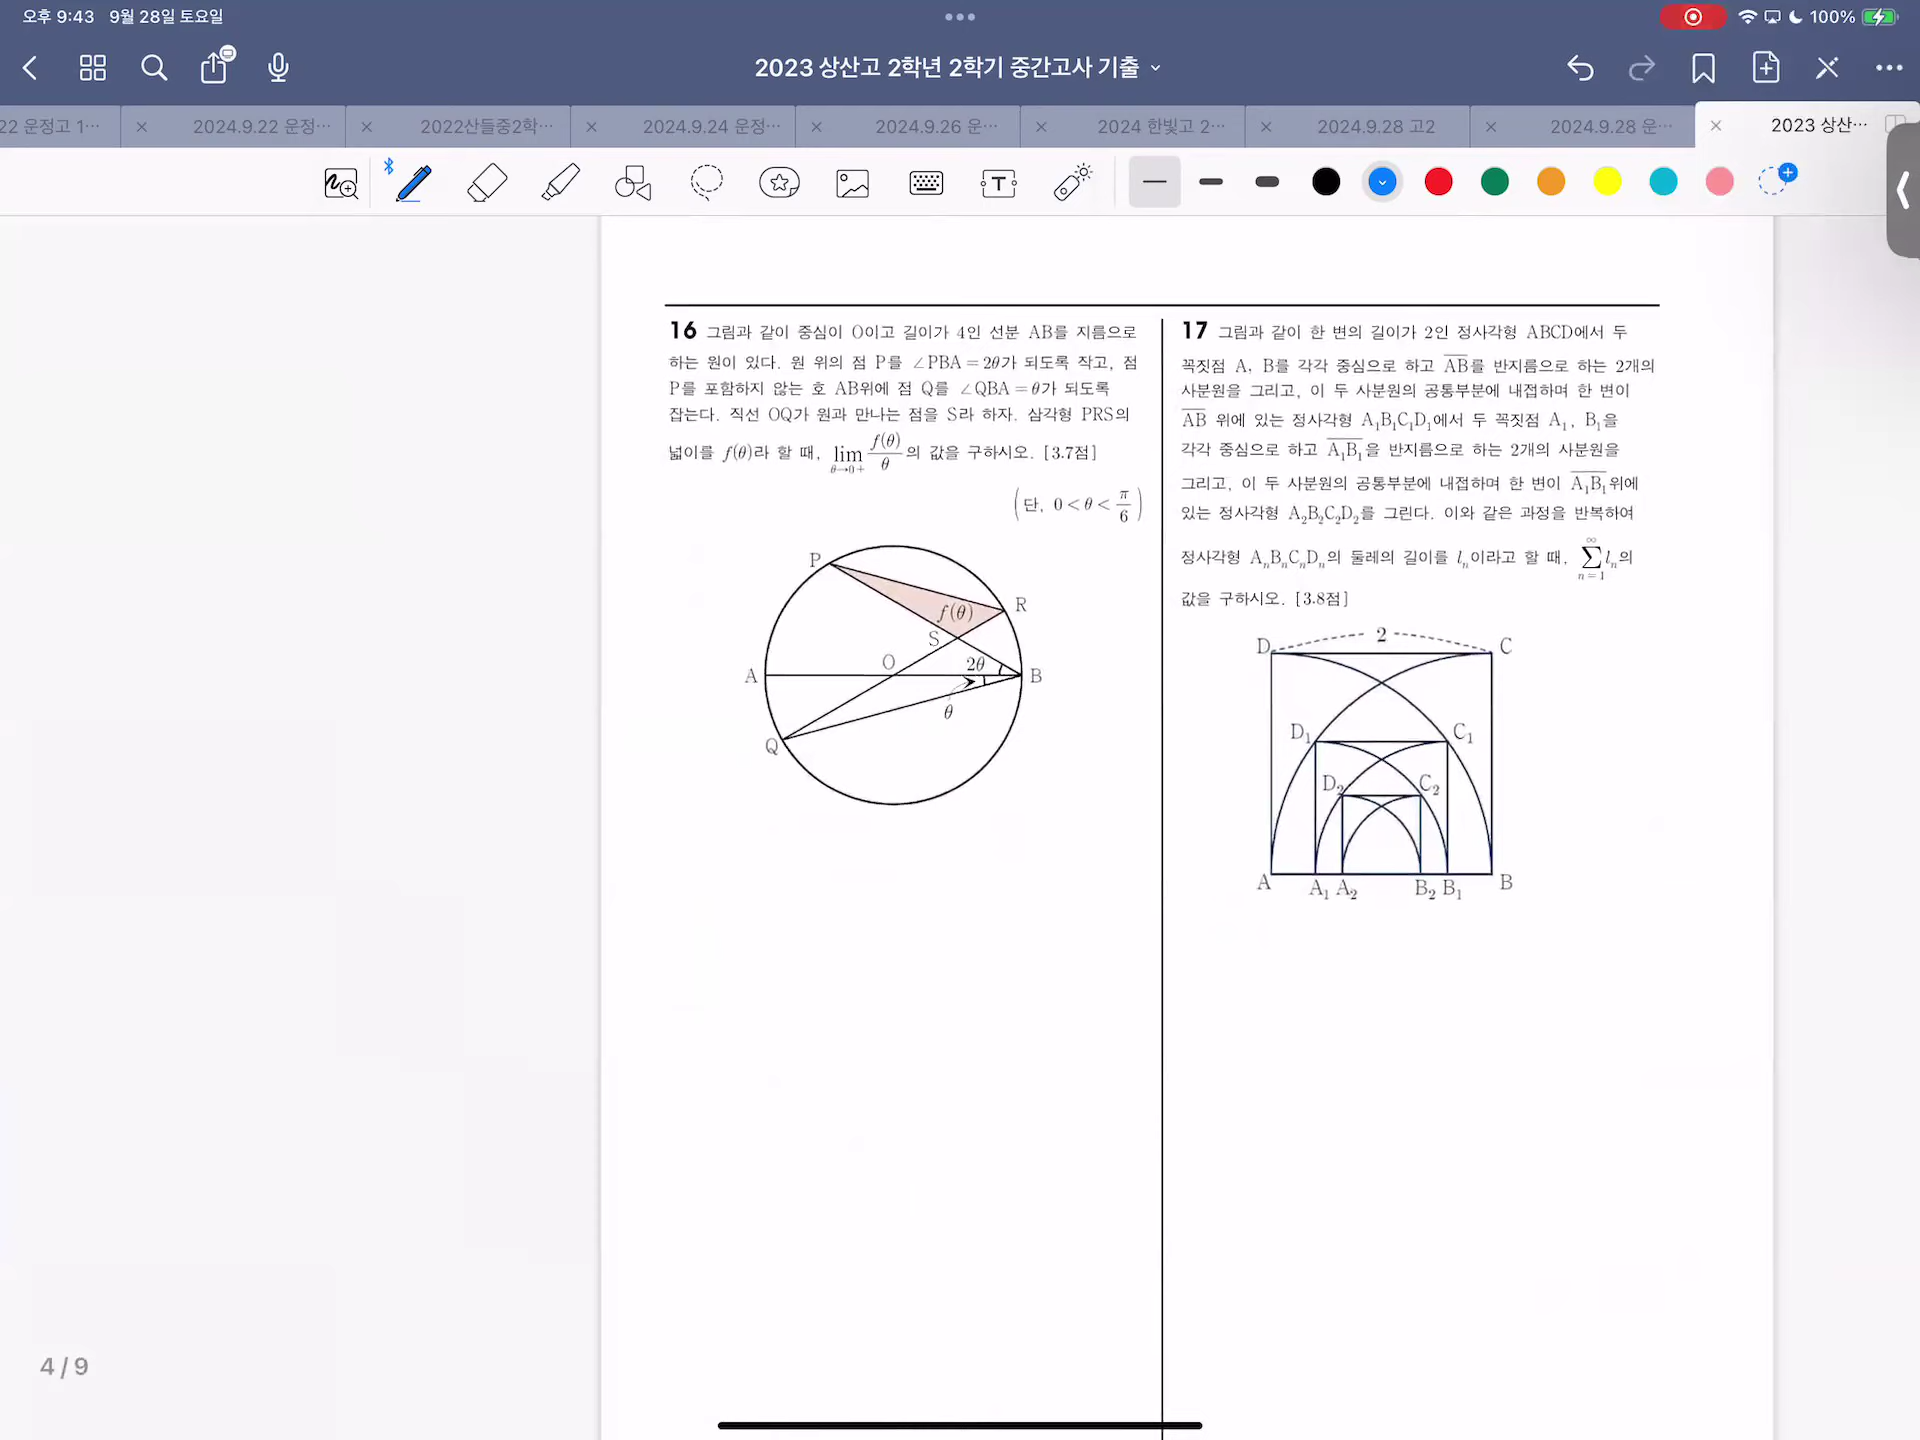 오후 9:43 9월 28일 토요일
100%
2023 상산고 2학년 2학기 중간고사 기출
22 운정고 1…
2024.9.22 운정…
2022산들중2학…
2024.9.24 운정…
2024.9.26 운…
2024 한빛고 2…
2024.9.28 고2
2024.9.28 운…
2023 상산…
16 그림과 같이 중심이 O이고 길이가 4인 선분 AB를 지름으로
하는 원이 있다. 원 위의 점 P를 ∠PBA = 2θ가 되도록 작고, 점
P를 포함하지 않는 호 AB위에 점 Q를 ∠QBA = θ가 되도록
잡는다. 직선 OQ가 원과 만나는 점을 S라 하자. 삼각형 PRS의
넓이를 f(θ)라 할 때, lim θ→0+ f(θ)/θ 의 값을 구하시오. [3.7점]
(단, 0 < θ < π/6)
P
R
f(θ)
S
O
2θ
A
B
θ
Q
17 그림과 같이 한 변의 길이가 2인 정사각형 ABCD에서 두
꼭짓점 A, B를 각각 중심으로 하고 AB를 반지름으로 하는 2개의
사분원을 그리고, 이 두 사분원의 공통부분에 내접하며 한 변이
AB 위에 있는 정사각형 A₁B₁C₁D₁에서 두 꼭짓점 A₁, B₁을
각각 중심으로 하고 A₁B₁을 반지름으로 하는 2개의 사분원을
그리고, 이 두 사분원의 공통부분에 내접하며 한 변이 A₁B₁위에
있는 정사각형 A₂B₂C₂D₂를 그린다. 이와 같은 과정을 반복하여
정사각형 AₙBₙCₙDₙ의 둘레의 길이를 lₙ이라고 할 때, ∑ n=1 ∞ lₙ의
값을 구하시오. [3.8점]
D 2 C
D₁ C₁
D₂ C₂
A A₁ A₂ B₂ B₁ B
4 / 9